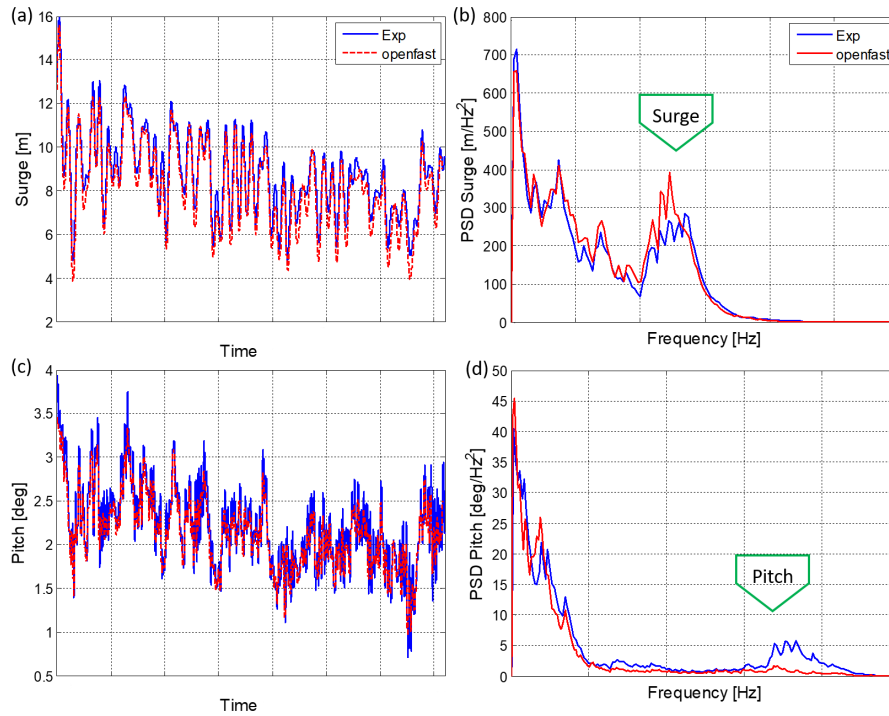 (a)
16
14
12
10
8
6
4
2
Surge [m]
Time
Exp
openfast
(b)
800
700
600
500
400
300
200
100
0
PSD Surge [m/Hz²]
Frequency [Hz]
Exp
openfast
Surge
(c)
4
3.5
3
2.5
2
1.5
1
0.5
Pitch [deg]
Time
(d)
50
45
40
35
30
25
20
15
10
5
0
PSD Pitch [deg/Hz²]
Frequency [Hz]
Pitch